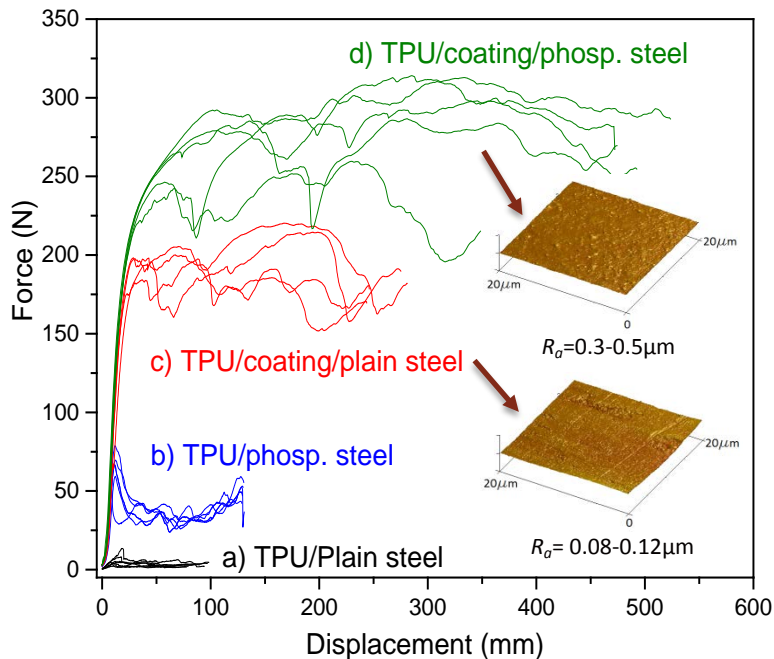 350
300
250
200
150
100
50
0
Force (N)
d) TPU/coating/phosp. steel
20µm
20µm
0
Ra=0.3-0.5µm
c) TPU/coating/plain steel
20µm
20µm
0
Ra= 0.08-0.12µm
b) TPU/phosp. steel
a) TPU/Plain steel
0
100
200
300
400
500
600
Displacement (mm)